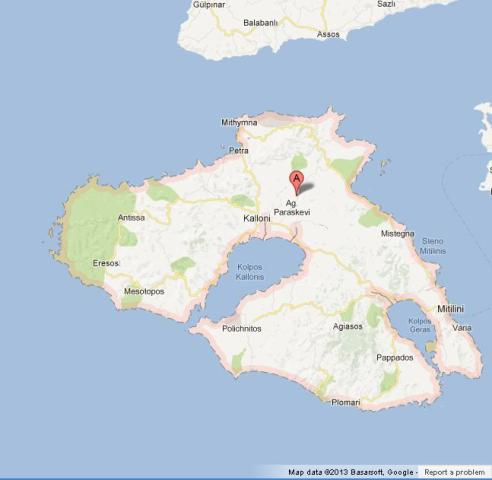 Gülpınar
Sazlı
Balabanlı
Assos
Mithymna
Petra
A
Ag.
Paraskevi
Antissa
Kalloni
Mistegna
Steno
Mitilinis
Eresos
Kolpos
Kallonis
Mesotopos
Mitilini
Kolpos
Geras
Varia
Polichnitos
Agiasos
Pappados
Plomari
Map data ©2013 Basarsoft, Google - Report a problem